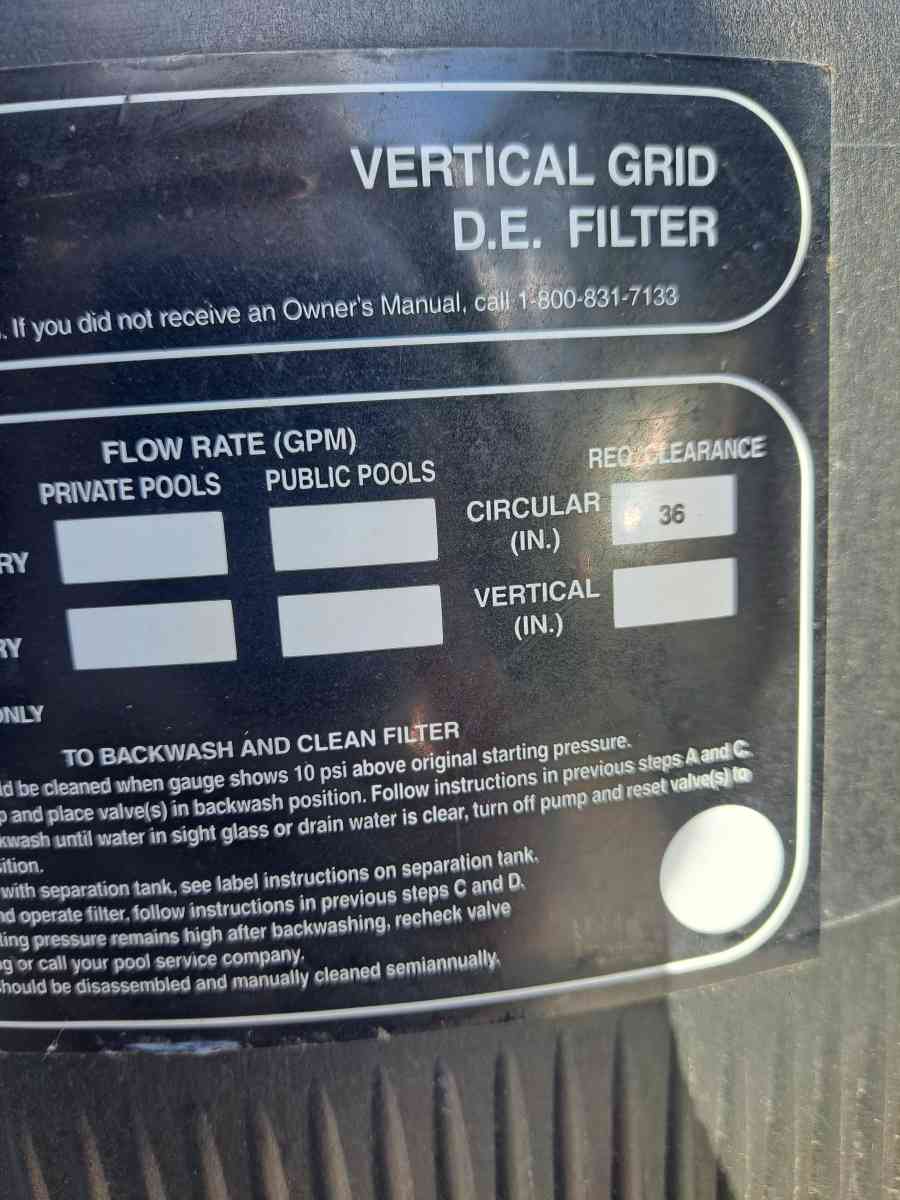 VERTICAL GRID
D.E. FILTER
. If you did not receive an Owner's Manual, call 1-800-831-7133
FLOW RATE (GPM)
PRIVATE POOLS PUBLIC POOLS
REQ. CLEARANCE
CIRCULAR (IN.) 36
RY
VERTICAL (IN.)
RY
ONLY
TO BACKWASH AND CLEAN FILTER
ld be cleaned when gauge shows 10 psi above original starting pressure.
p and place valve(s) in backwash position. Follow instructions in previous steps A and C.
kwash until water in sight glass or drain water is clear, turn off pump and reset valve(s) to
ition.
with separation tank, see label instructions on separation tank.
nd operate filter, follow instructions in previous steps C and D.
ting pressure remains high after backwashing, recheck valve
g or call your pool service company.
hould be disassembled and manually cleaned semiannually.